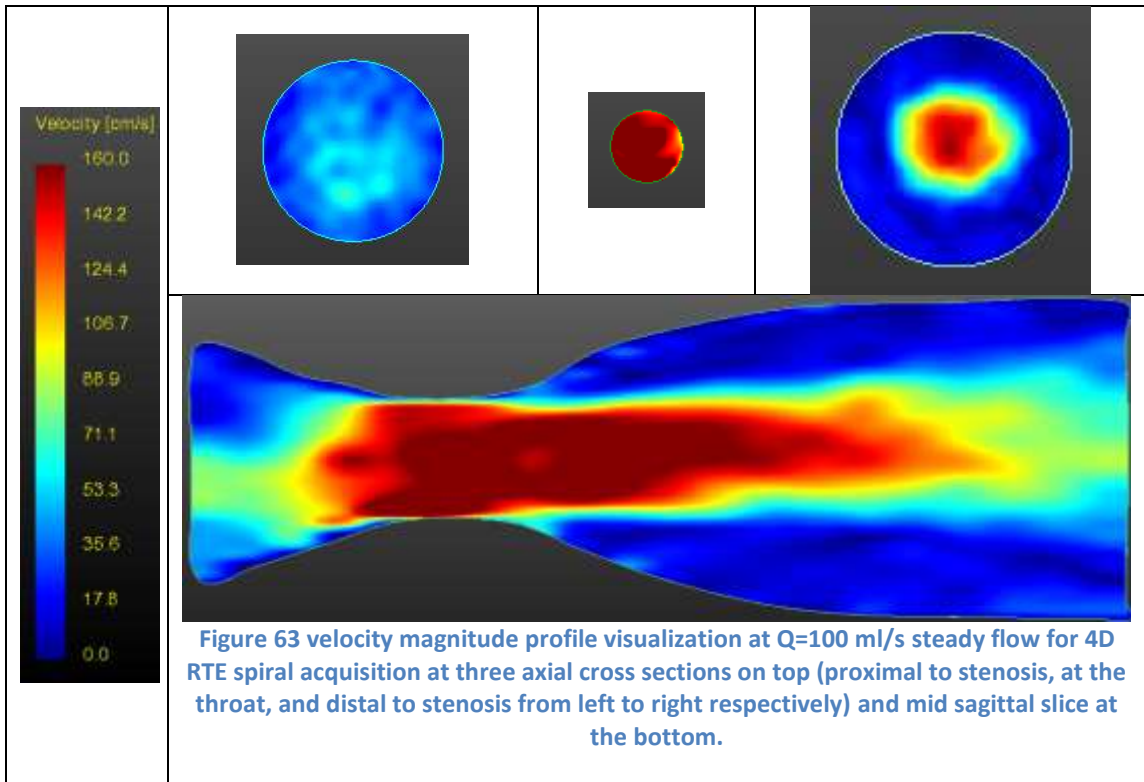 Velocity [cm/s]
160.0
142.2
124.4
106.7
88.9
71.1
53.3
35.6
17.8
0.0
Figure 63 velocity magnitude profile visualization at Q=100 ml/s steady flow for 4D
RTE spiral acquisition at three axial cross sections on top (proximal to stenosis, at the
throat, and distal to stenosis from left to right respectively) and mid sagittal slice at
the bottom.